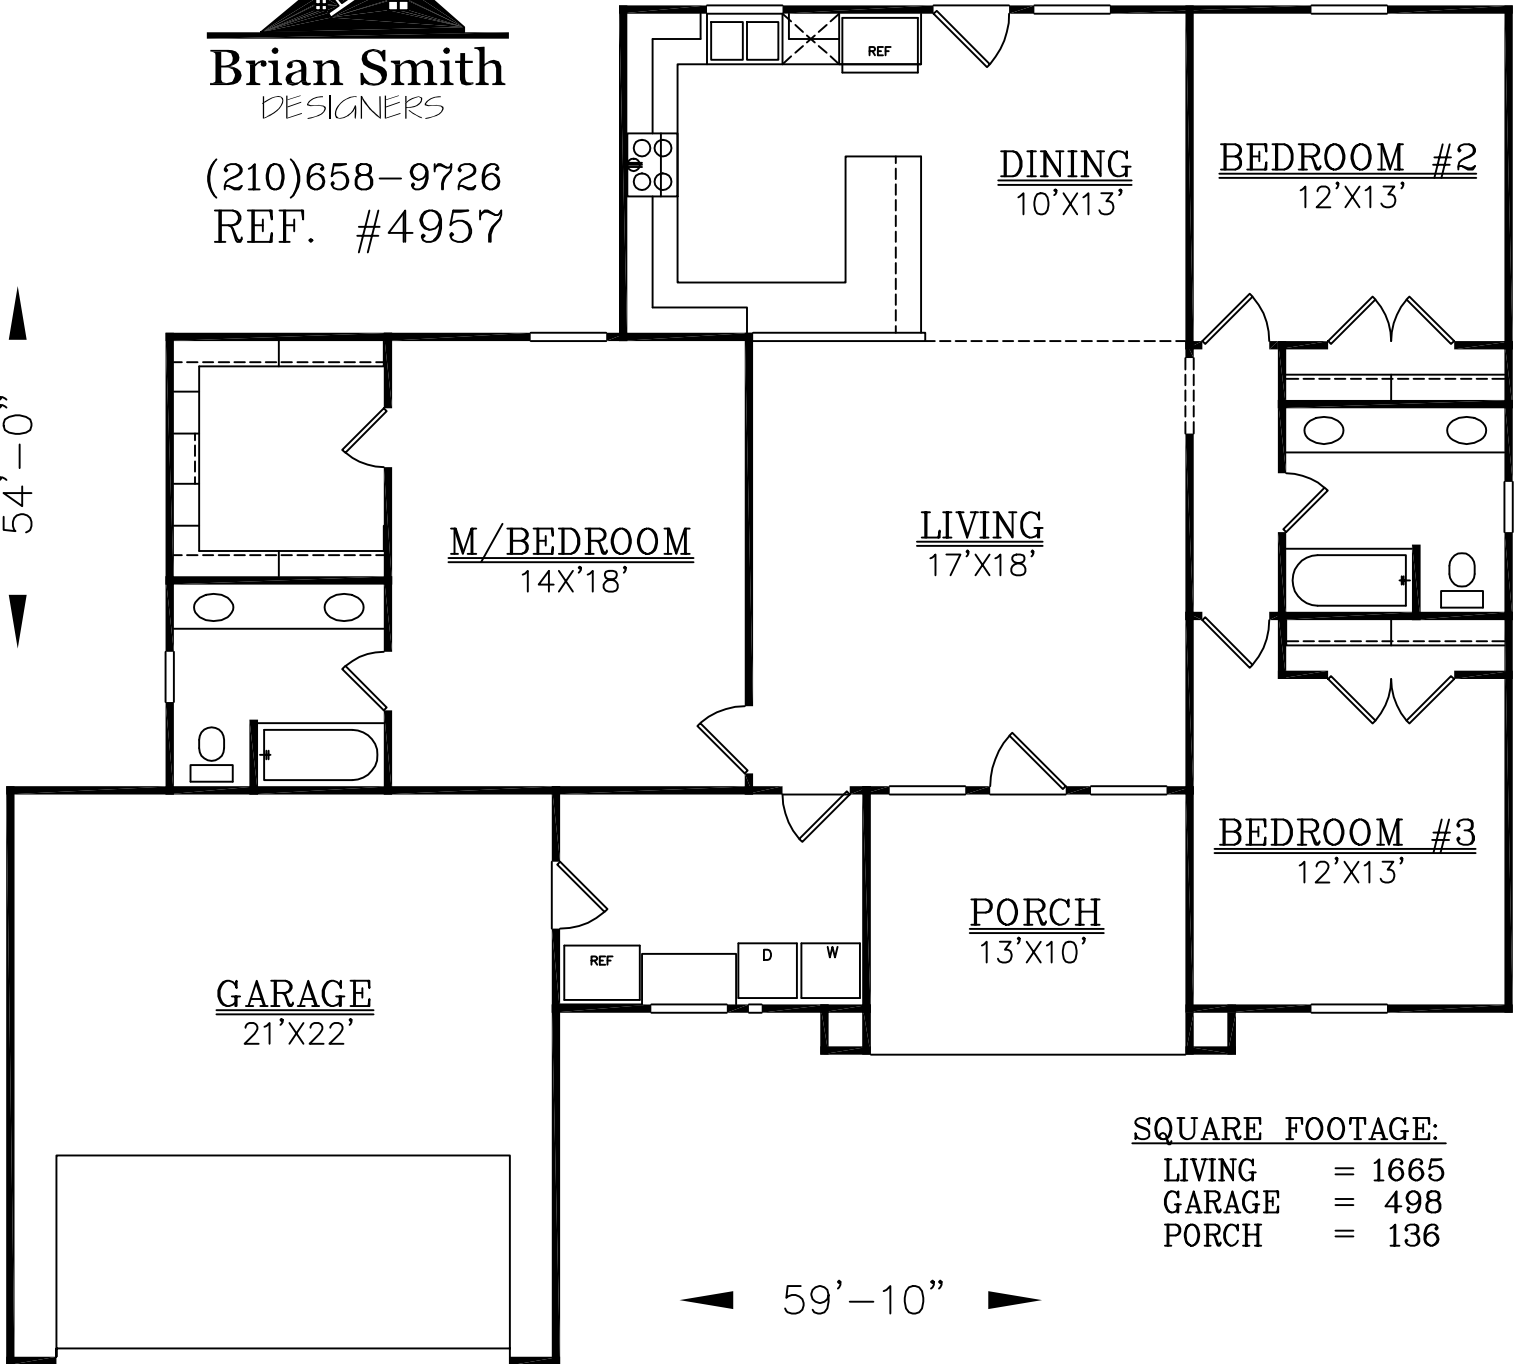 Brian Smith
DESIGNERS
(210)658-9726
REF. #4957
REF
DINING
10'X13'
BEDROOM #2
12'X13'
54'-0"
M/BEDROOM
14X'18'
LIVING
17'X18'
BEDROOM #3
12'X13'
PORCH
13'X10'
REF
D
W
GARAGE
21'X22'
SQUARE FOOTAGE:
LIVING = 1665
GARAGE = 498
PORCH = 136
59'-10"